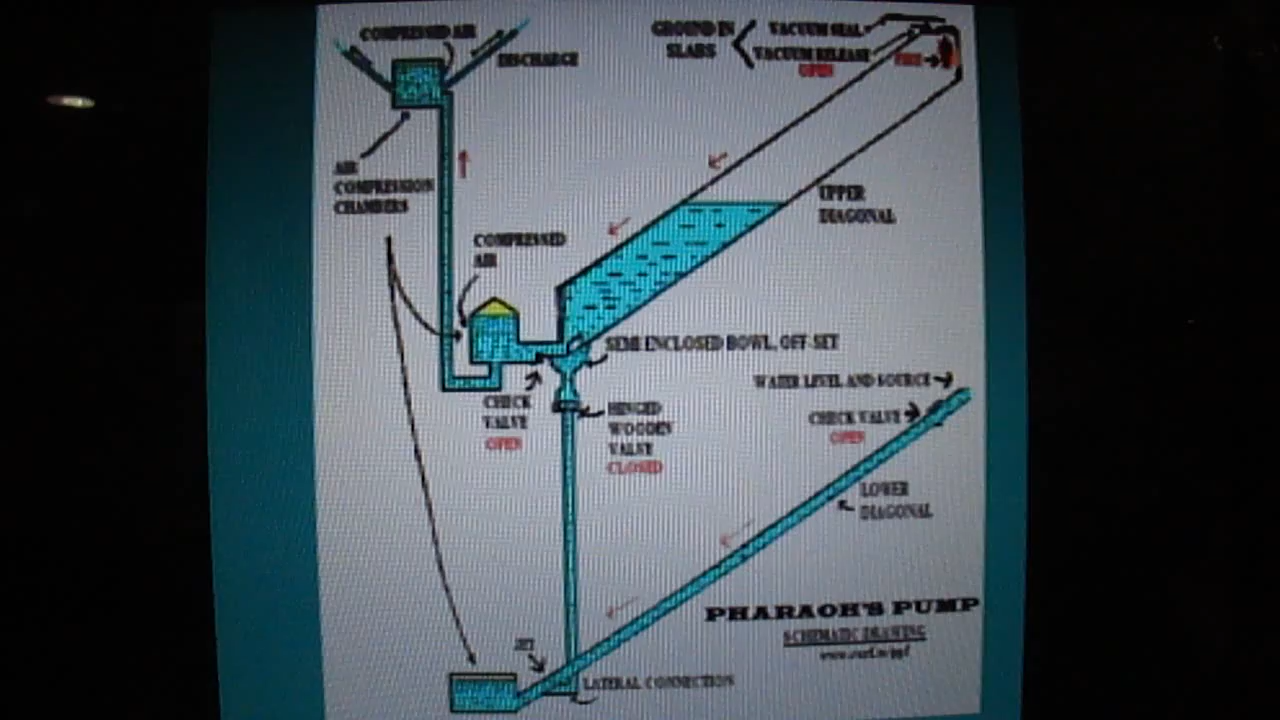 COMPRESSED AIR
DISCHARGE
GROUND IN
SLABS
VACUUM SEAL
VACUUM RELEASE
OPEN
FIRE
AIR
COMPRESSION
CHAMBERS
UPPER
DIAGONAL
COMPRESSED
AIR
SEMI ENCLOSED BOWL, OFF-SET
WATER LEVEL AND SOURCE
CHECK
VALVE
OPEN
HINGED
WOODEN
VALVE
CLOSED
CHECK VALVE
OPEN
LOWER
DIAGONAL
PHARAOH'S PUMP
SCHEMATIC DRAWING
JET
LATERAL CONNECTION